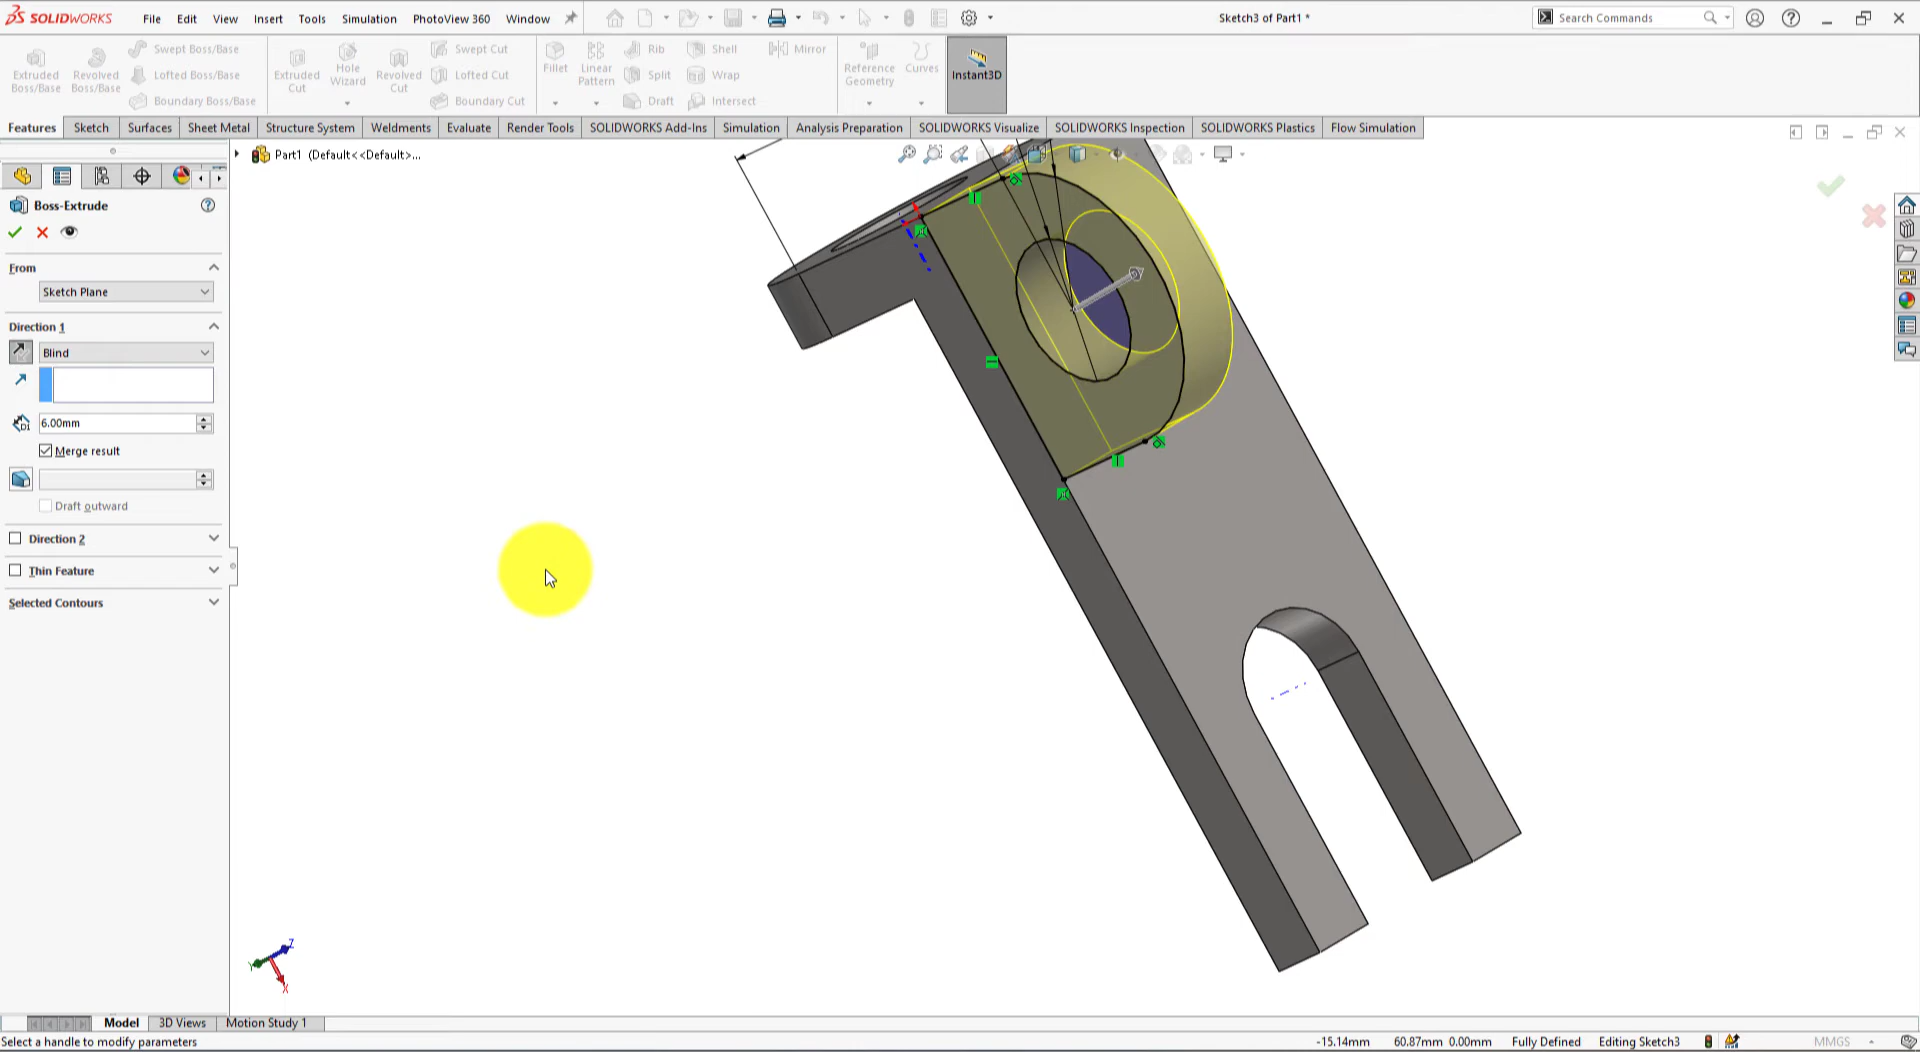 SOLIDWORKS File Edit View Insert Tools Simulation PhotoView 360 Window Sketch3 of Part1 * Search Commands
Extruded Boss/Base
Revolved Boss/Base
Swept Boss/Base
Lofted Boss/Base
Boundary Boss/Base
Extruded Cut
Hole Wizard
Revolved Cut
Swept Cut
Lofted Cut
Boundary Cut
Fillet
Linear Pattern
Rib
Split
Draft
Shell
Wrap
Intersect
Mirror
Reference Geometry
Curves
Instant3D
Features Sketch Surfaces Sheet Metal Structure System Weldments Evaluate Render Tools SOLIDWORKS Add-Ins Simulation Analysis Preparation SOLIDWORKS Visualize SOLIDWORKS Inspection SOLIDWORKS Plastics Flow Simulation
Part1 (Default<<Default>...
Boss-Extrude
From
Sketch Plane
Direction 1
Blind
D1
6.00mm
Merge result
Draft outward
Direction 2
Thin Feature
Selected Contours
Z
Y
X
Model 3D Views Motion Study 1
Select a handle to modify parameters -15.14mm 60.87mm 0.00mm Fully Defined Editing Sketch3 MMGS